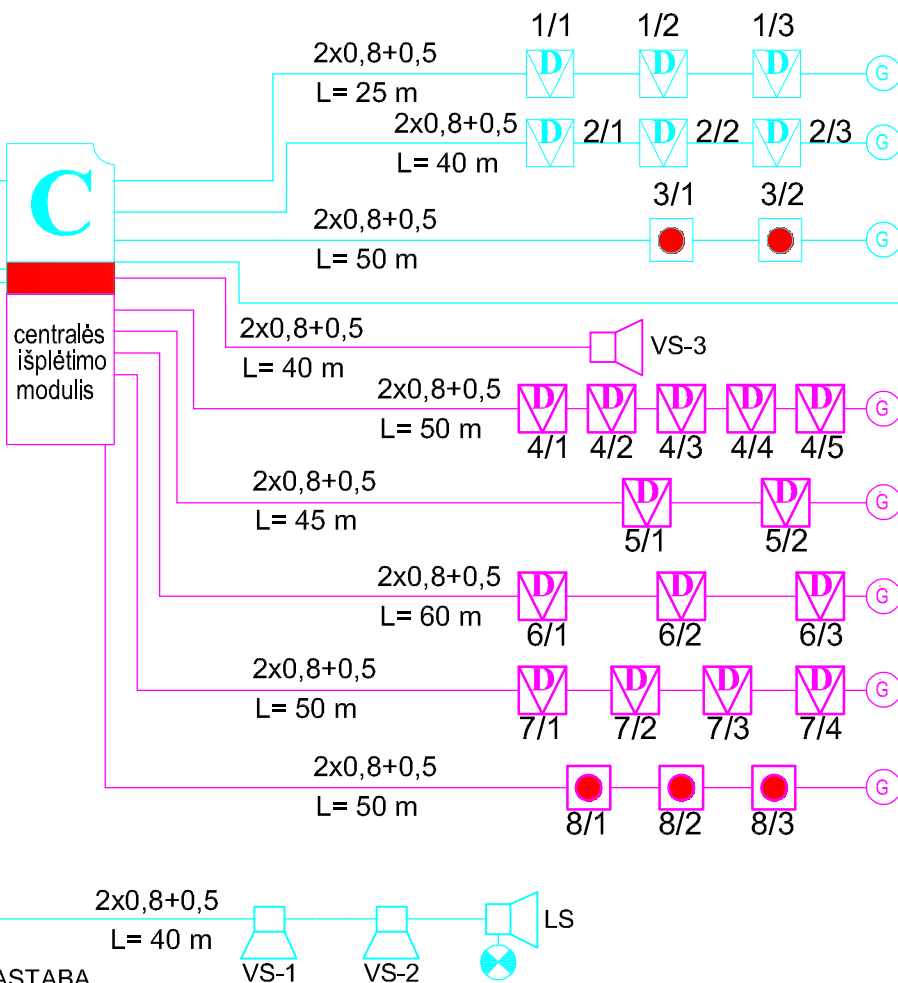 1/1 1/2 1/3
2x0,8+0,5
L= 25 m
D D D G
2x0,8+0,5
L= 40 m
D 2/1 D 2/2 D 2/3 G
C
3/1 3/2
2x0,8+0,5
L= 50 m
G
centralės
išplėtimo
modulis
2x0,8+0,5
L= 40 m
VS-3
2x0,8+0,5
L= 50 m
D D D D D G
4/1 4/2 4/3 4/4 4/5
2x0,8+0,5
L= 45 m
D D G
5/1 5/2
2x0,8+0,5
L= 60 m
D D D G
6/1 6/2 6/3
2x0,8+0,5
L= 50 m
D D D D G
7/1 7/2 7/3 7/4
2x0,8+0,5
L= 50 m
G
8/1 8/2 8/3
2x0,8+0,5
L= 40 m
LS
VS-1 VS-2